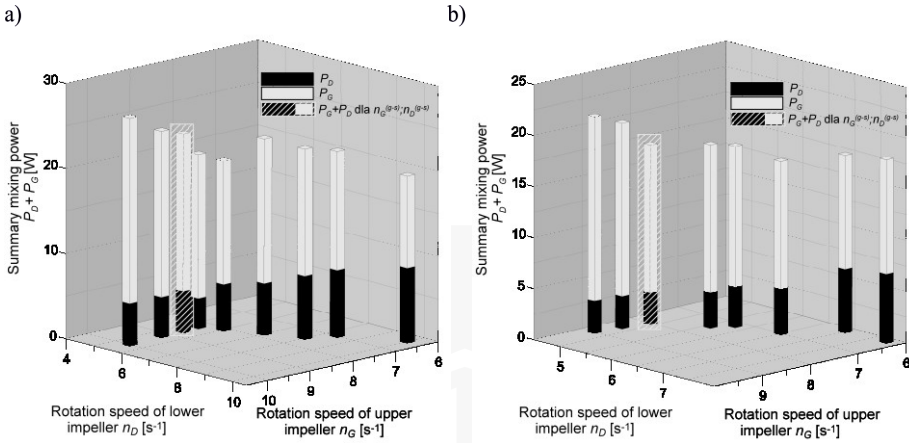 a)
30
20
10
0
Summary mixing power
P_D + P_G [W]
P_D
P_G
P_G+P_D dla n_G^(g-s);n_D^(g-s)
4
6
8
10
10
9
8
7
6
Rotation speed of lower
impeller n_D [s⁻¹]
Rotation speed of upper
impeller n_G [s⁻¹]
b)
25
20
15
10
5
0
Summary mixing power
P_D + P_G [W]
P_D
P_G
P_G+P_D dla n_G^(g-s);n_D^(g-s)
5
6
7
9
8
7
6
Rotation speed of lower
impeller n_D [s⁻¹]
Rotation speed of upper
impeller n_G [s⁻¹]